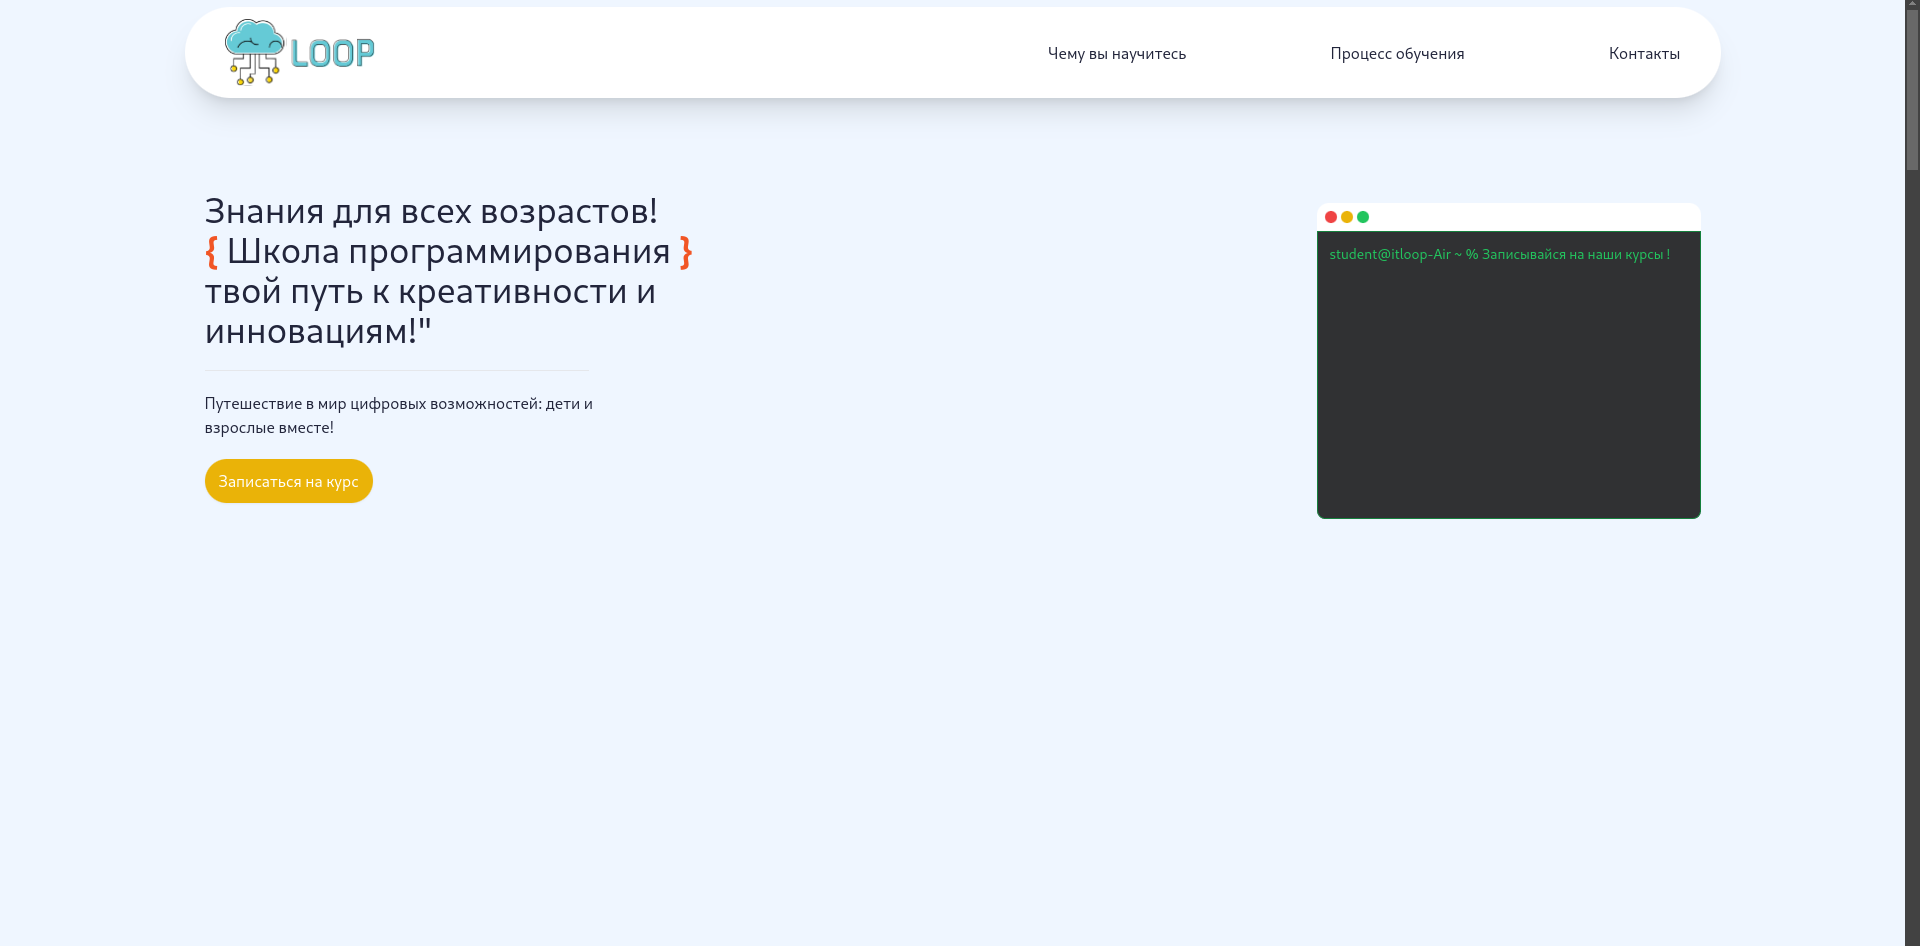 LOOP
Чему вы научитесь
Процесс обучения
Контакты
Знания для всех возрастов!
{ Школа программирования }
твой путь к креативности и
инновациям!"
Путешествие в мир цифровых возможностей: дети и
взрослые вместе!
Записаться на курс
student@itloop-Air ~ % Записывайся на наши курсы !